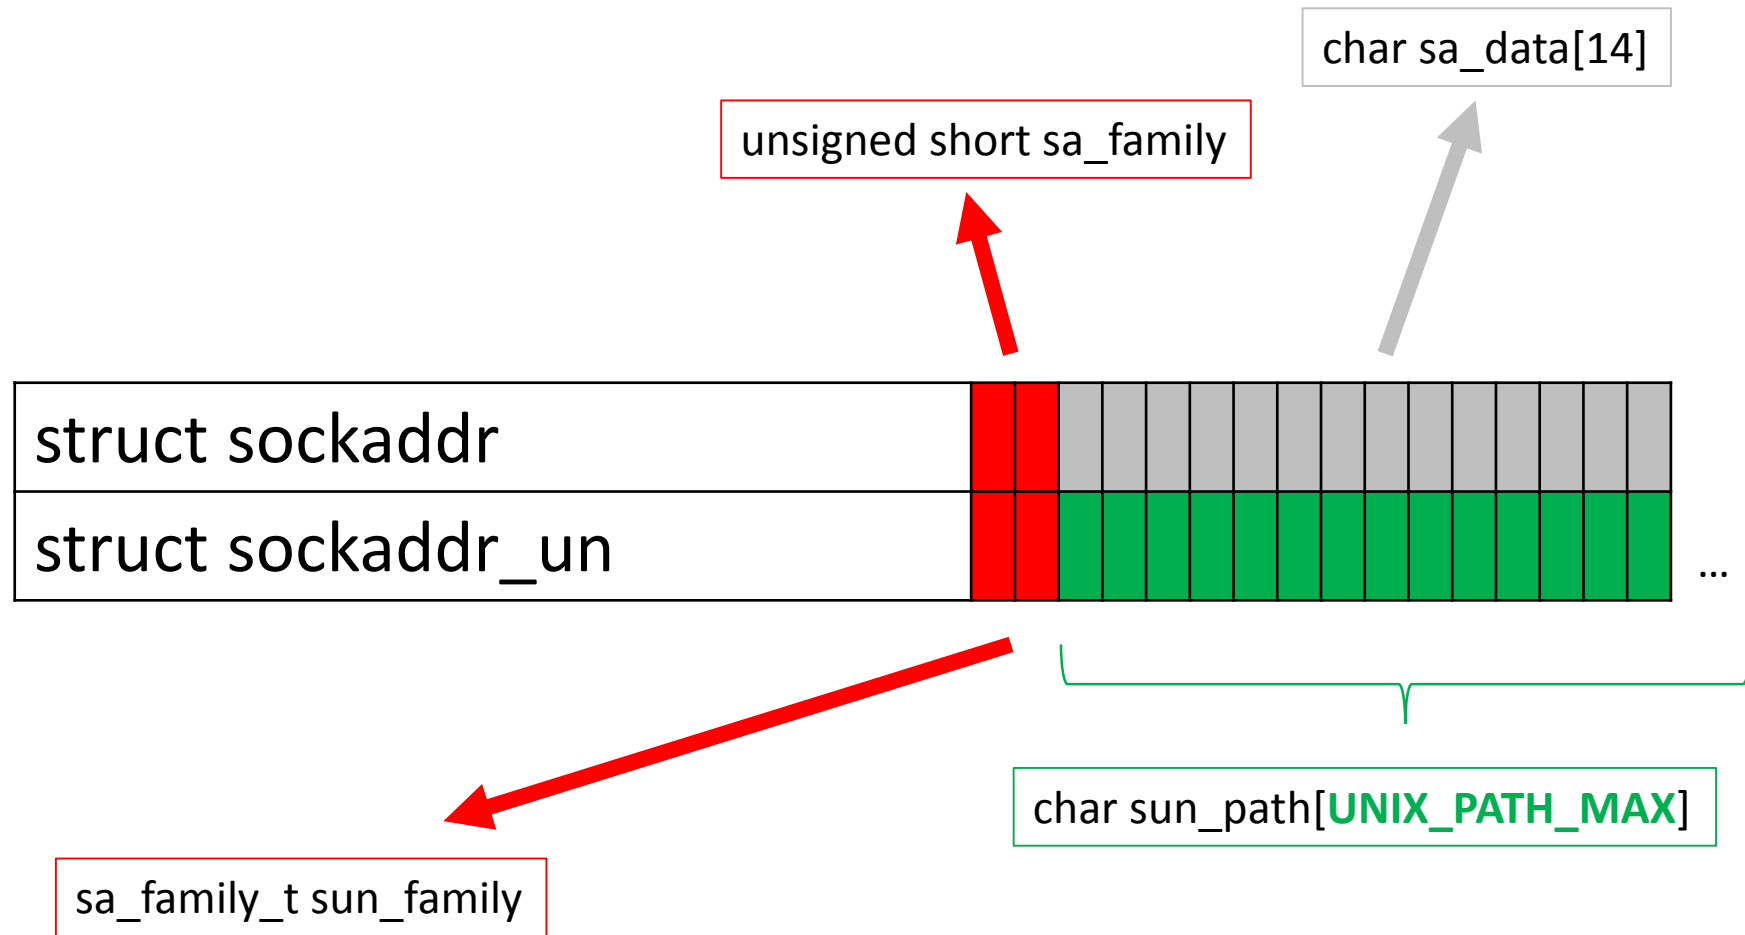 char sa_data[14]
unsigned short sa_family
struct sockaddr
struct sockaddr_un
...
char sun_path[UNIX_PATH_MAX]
sa_family_t sun_family